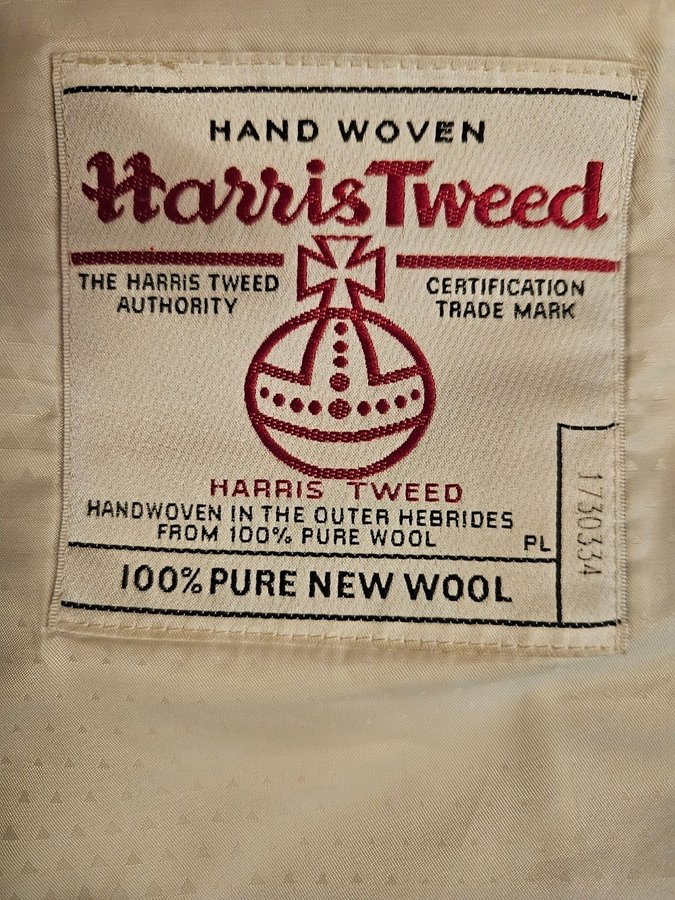 HAND WOVEN
Harris Tweed
THE HARRIS TWEED
AUTHORITY
CERTIFICATION
TRADE MARK
HARRIS TWEED
HANDWOVEN IN THE OUTER HEBRIDES
FROM 100% PURE WOOL
PL
1730334
100% PURE NEW WOOL